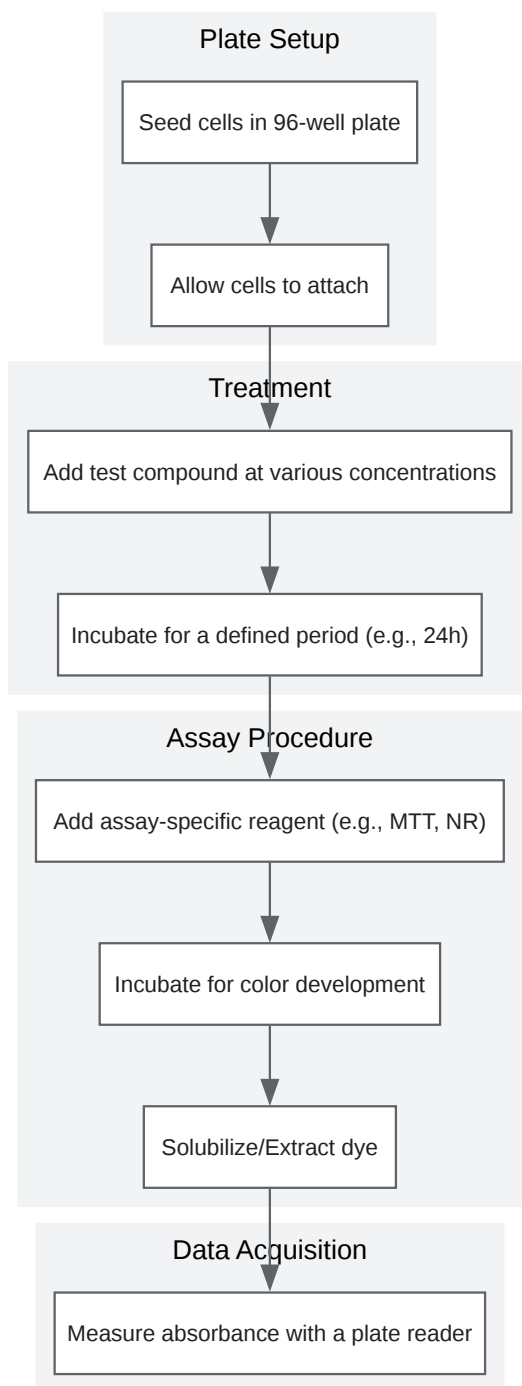 Plate Setup
Seed cells in 96-well plate
Allow cells to attach
Treatment
Add test compound at various concentrations
Incubate for a defined period (e.g., 24h)
Assay Procedure
Add assay-specific reagent (e.g., MTT, NR)
Incubate for color development
Solubilize/Extract dye
Data Acquisition
Measure absorbance with a plate reader